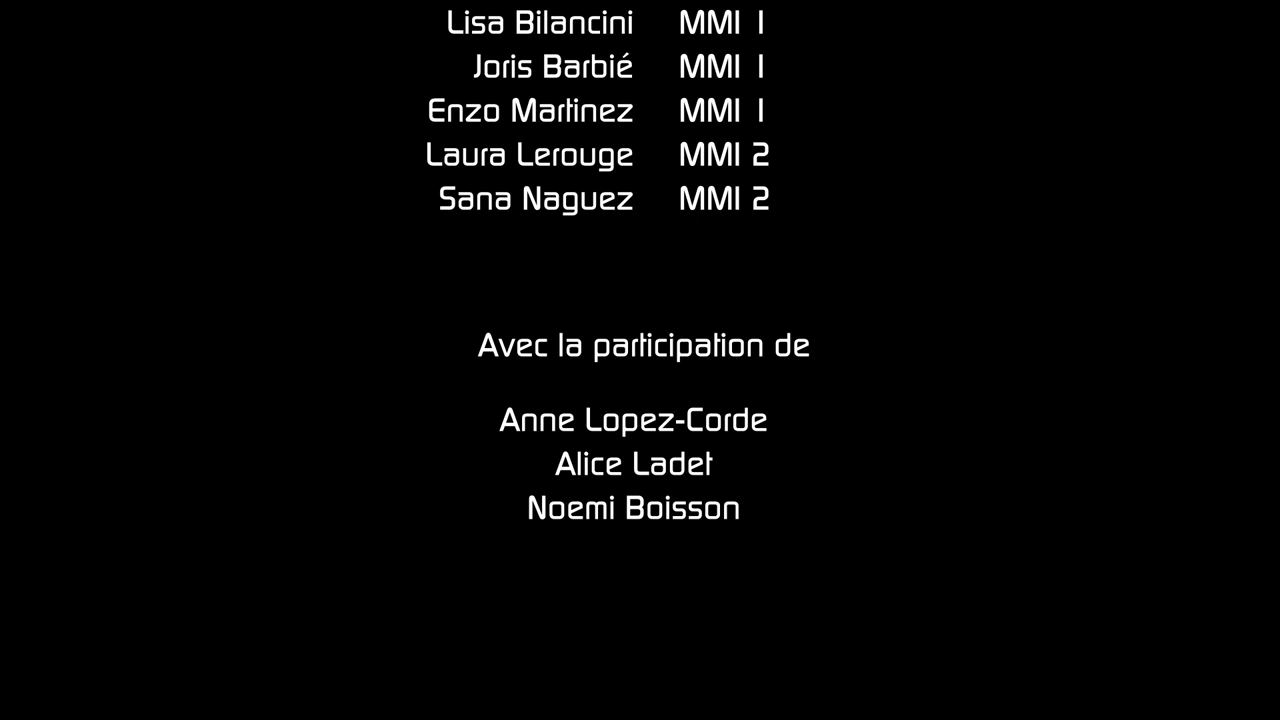 Lisa Bilancini MMI 1
Joris Barbié MMI 1
Enzo Martinez MMI 1
Laura Lerouge MMI 2
Sana Naguez MMI 2
Avec la participation de
Anne Lopez-Corde
Alice Ladet
Noemi Boisson